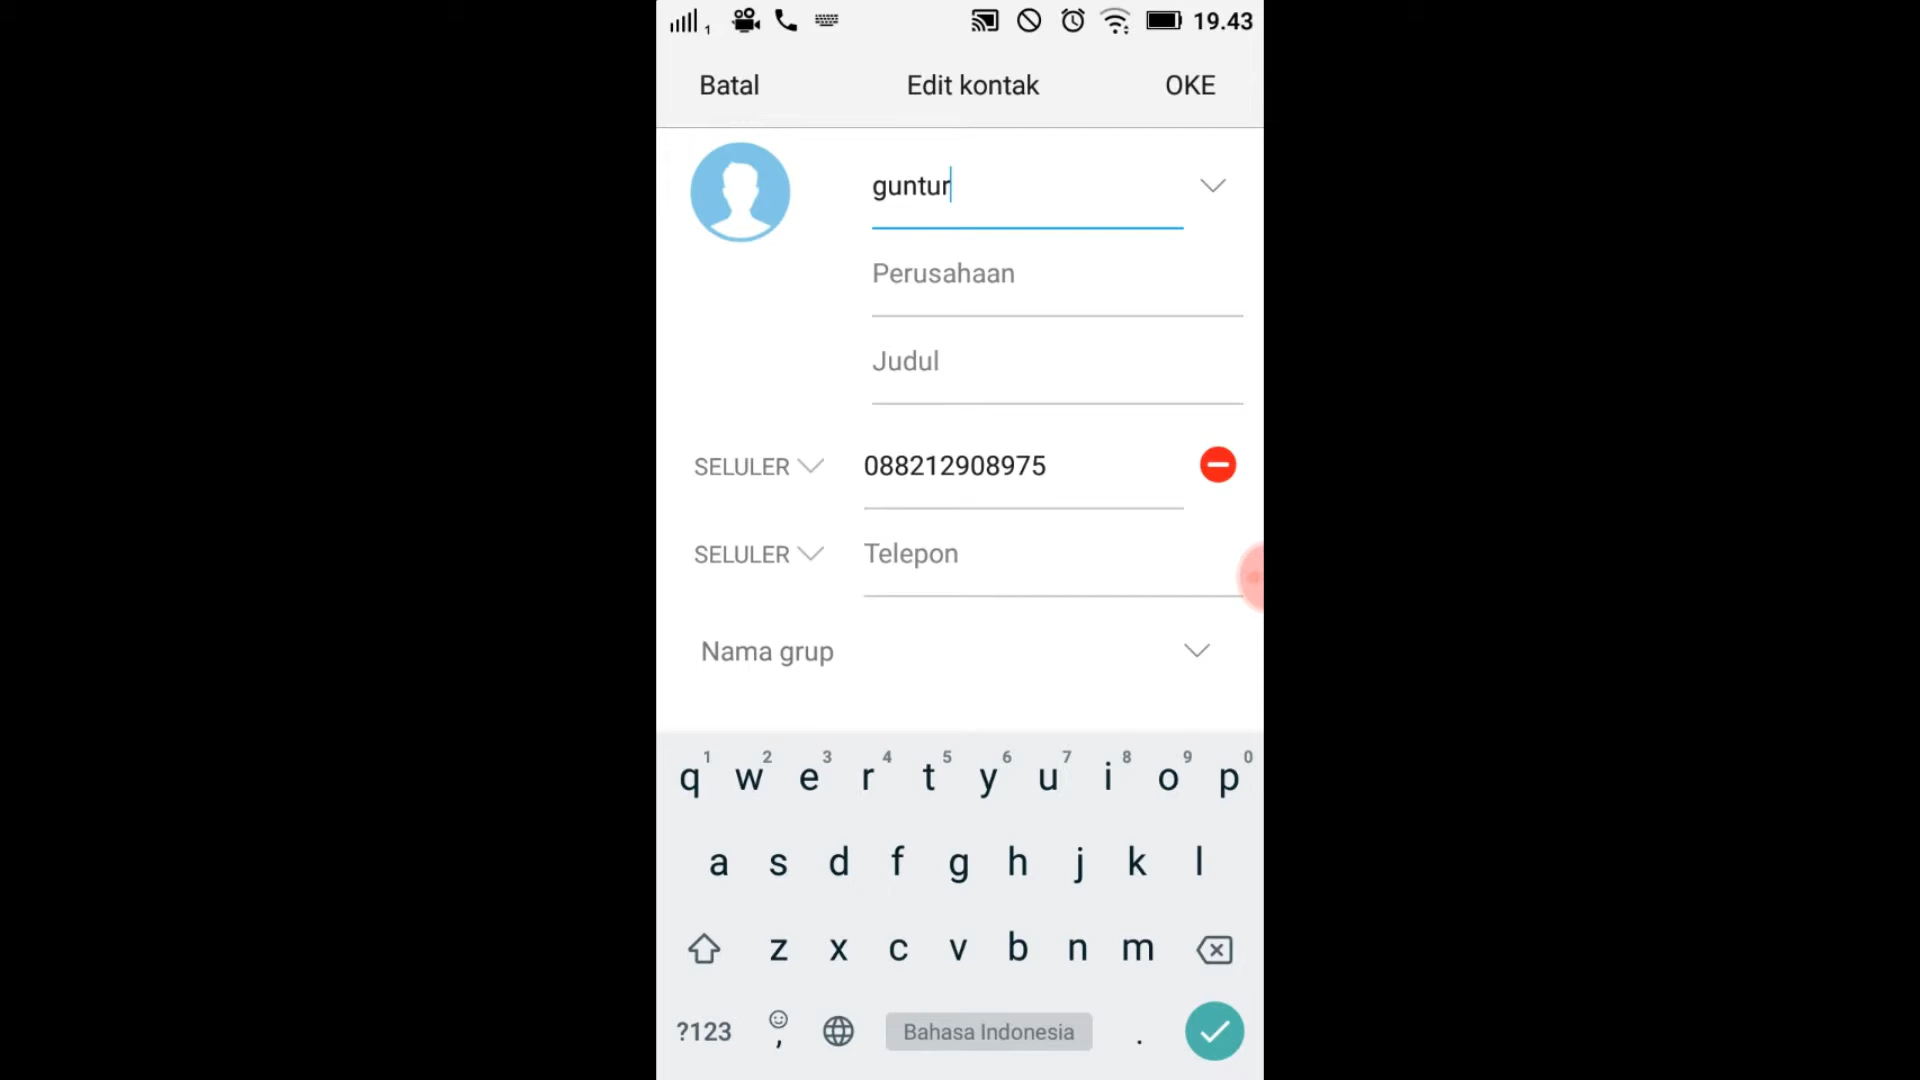 1 19.43
Batal Edit kontak OKE
guntur
Perusahaan
Judul
SELULER 088212908975
SELULER Telepon
Nama grup
1 2 3 4 5 6 7 8 9 0
q w e r t y u i o p
a s d f g h j k l
z x c v b n m
?123 , Bahasa Indonesia .